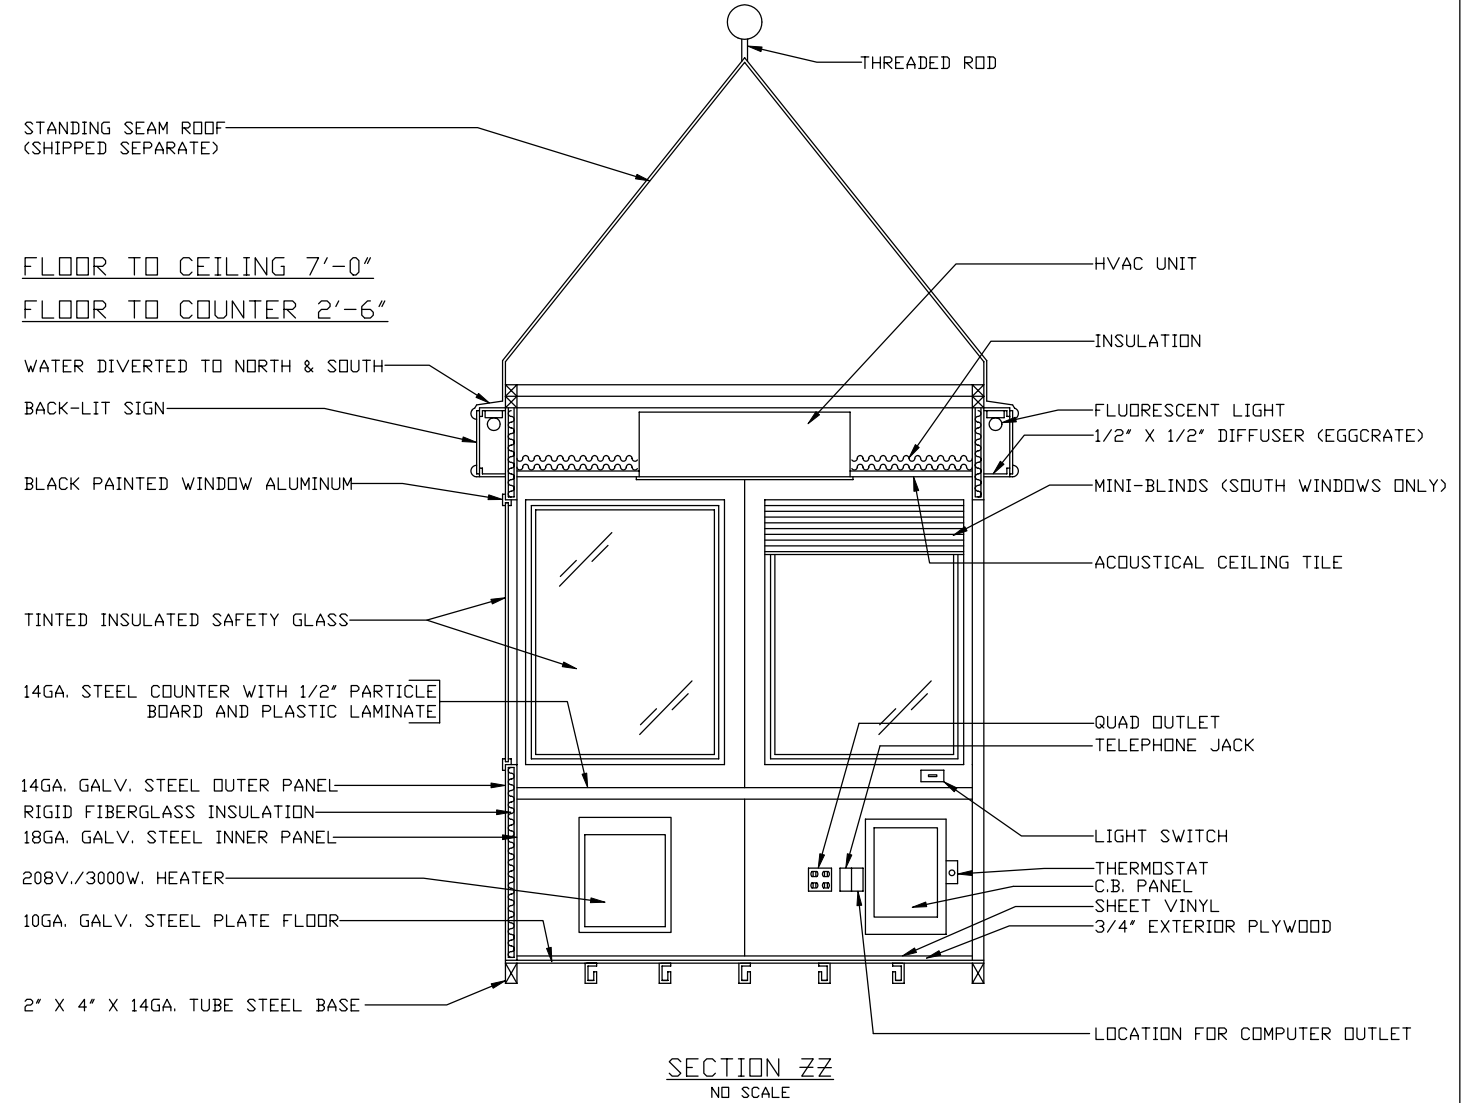 THREADED ROD
STANDING SEAM ROOF
(SHIPPED SEPARATE)
FLOOR TO CEILING 7'-0"
FLOOR TO COUNTER 2'-6"
WATER DIVERTED TO NORTH & SOUTH
BACK-LIT SIGN
BLACK PAINTED WINDOW ALUMINUM
TINTED INSULATED SAFETY GLASS
14GA. STEEL COUNTER WITH 1/2" PARTICLE
BOARD AND PLASTIC LAMINATE
14GA. GALV. STEEL OUTER PANEL
RIGID FIBERGLASS INSULATION
18GA. GALV. STEEL INNER PANEL
208V./3000W. HEATER
10GA. GALV. STEEL PLATE FLOOR
2" X 4" X 14GA. TUBE STEEL BASE
HVAC UNIT
INSULATION
FLUORESCENT LIGHT
1/2" X 1/2" DIFFUSER (EGGCRATE)
MINI-BLINDS (SOUTH WINDOWS ONLY)
ACOUSTICAL CEILING TILE
QUAD OUTLET
TELEPHONE JACK
LIGHT SWITCH
THERMOSTAT
C.B. PANEL
SHEET VINYL
3/4" EXTERIOR PLYWOOD
LOCATION FOR COMPUTER OUTLET
SECTION ZZ
NO SCALE